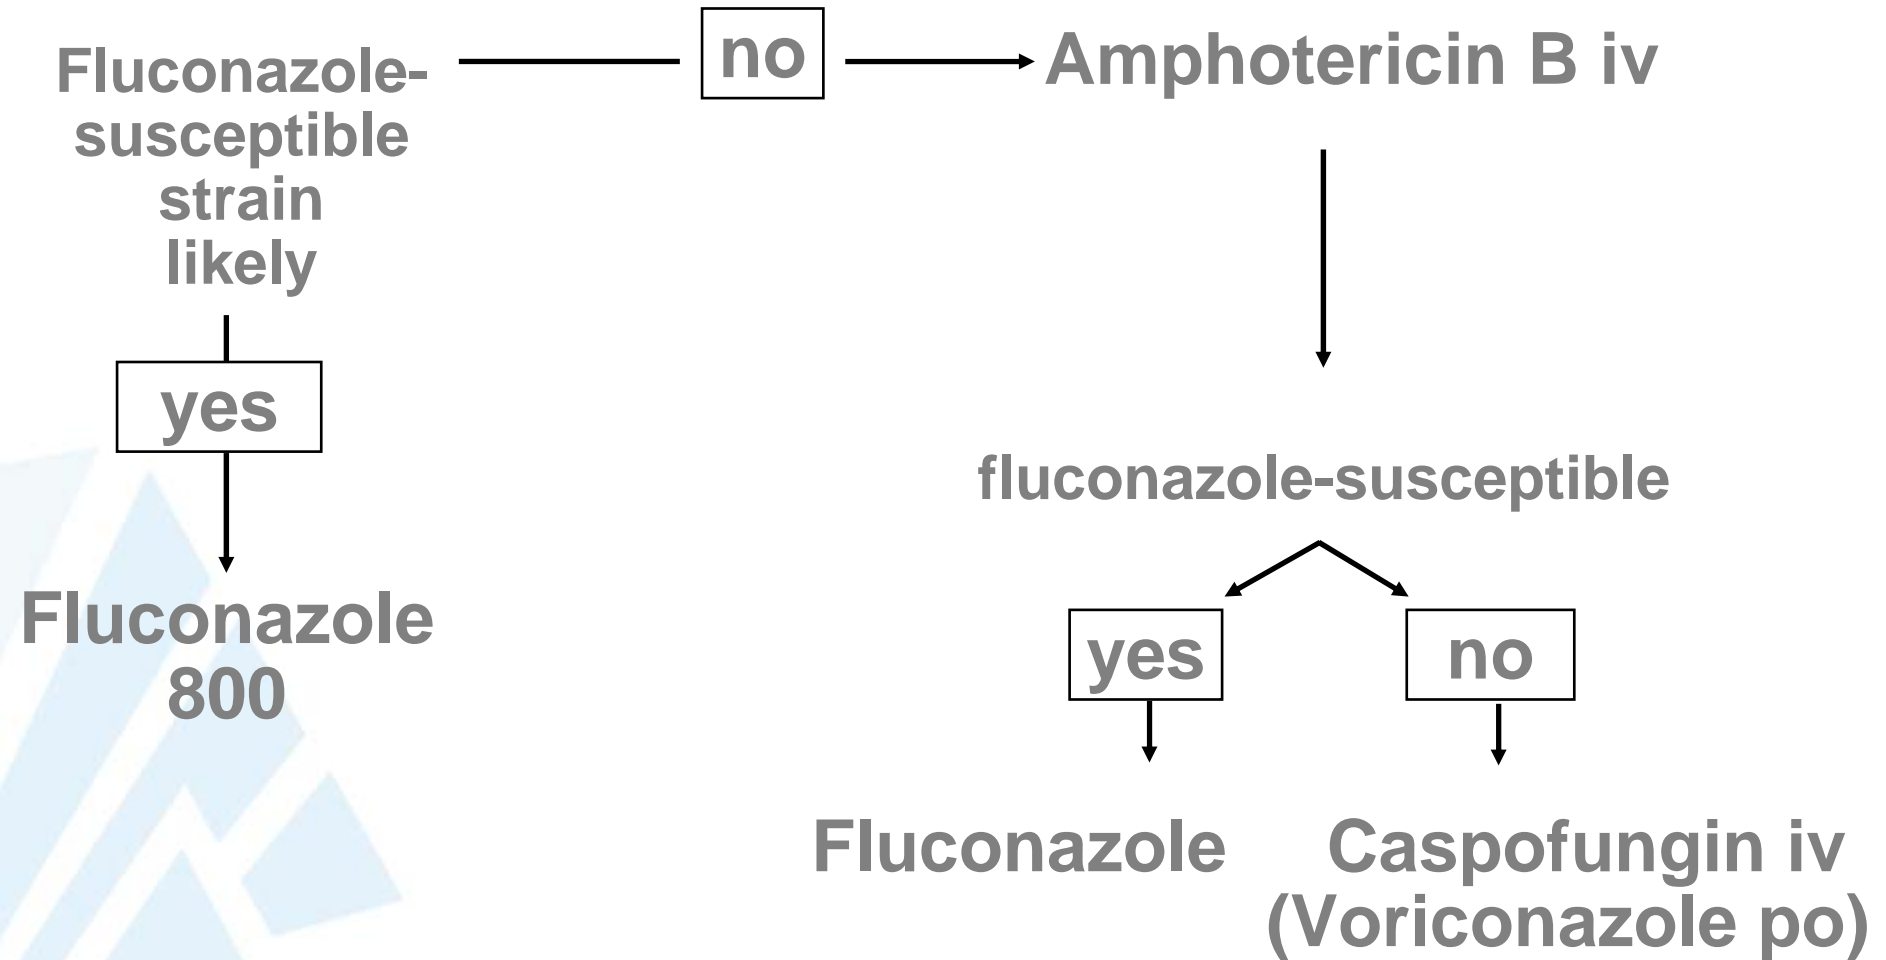 Fluconazole-
susceptible
strain
likely
no
Amphotericin B iv
yes
Fluconazole
800
fluconazole-susceptible
yes
no
Fluconazole
Caspofungin iv
(Voriconazole po)